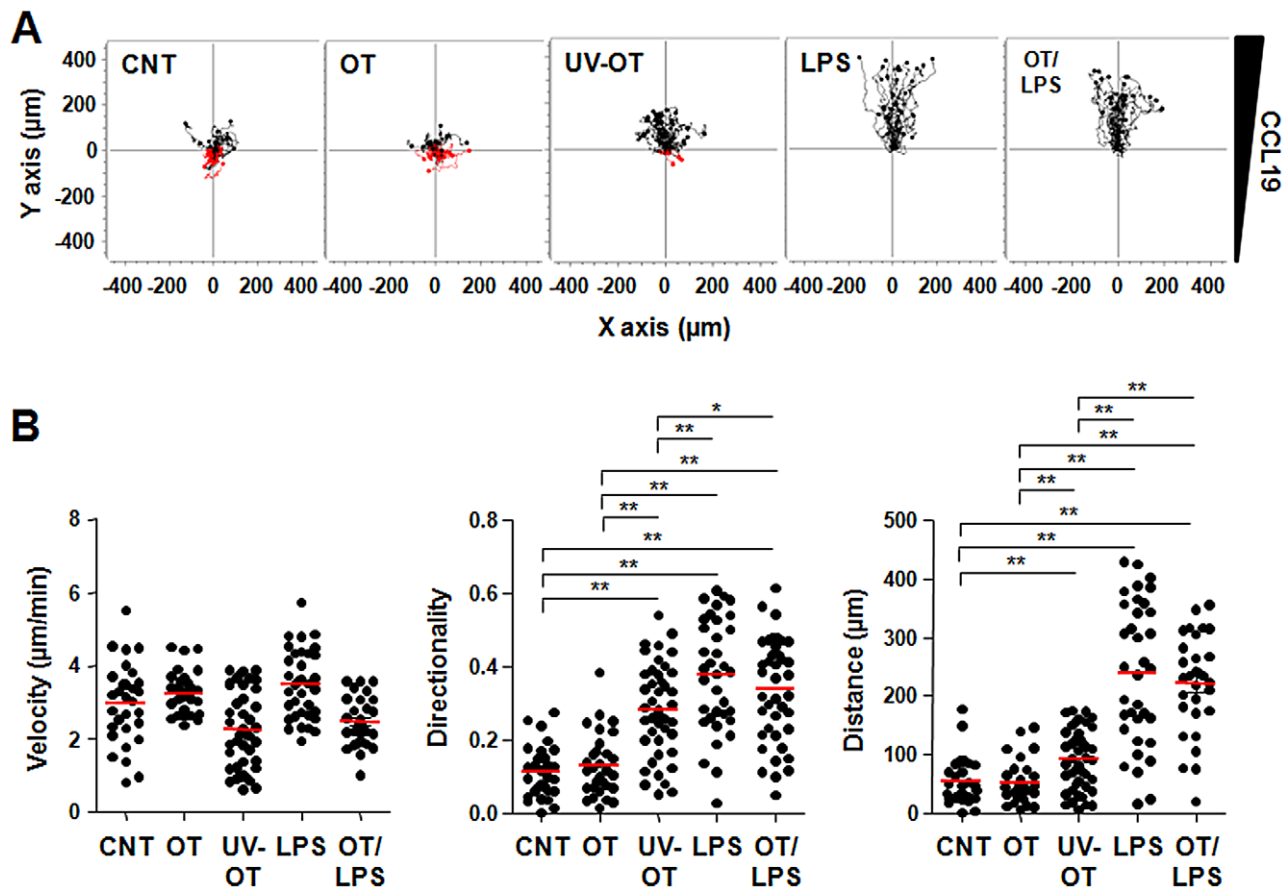 A
CNT
OT
UV-OT
LPS
OT/
LPS
CCL19
Y axis (µm)
400
200
0
-200
-400
-400 -200 0 200 400
-400 -200 0 200 400
-400 -200 0 200 400
-400 -200 0 200 400
-400 -200 0 200 400
X axis (µm)
B
Velocity (µm/min)
8
6
4
2
0
CNT OT UV-OT LPS OT/LPS
*
**
**
**
**
**
**
**
Directionality
0.8
0.6
0.4
0.2
0.0
CNT OT UV-OT LPS OT/LPS
**
**
**
**
**
**
**
**
Distance (µm)
500
400
300
200
100
0
CNT OT UV-OT LPS OT/LPS